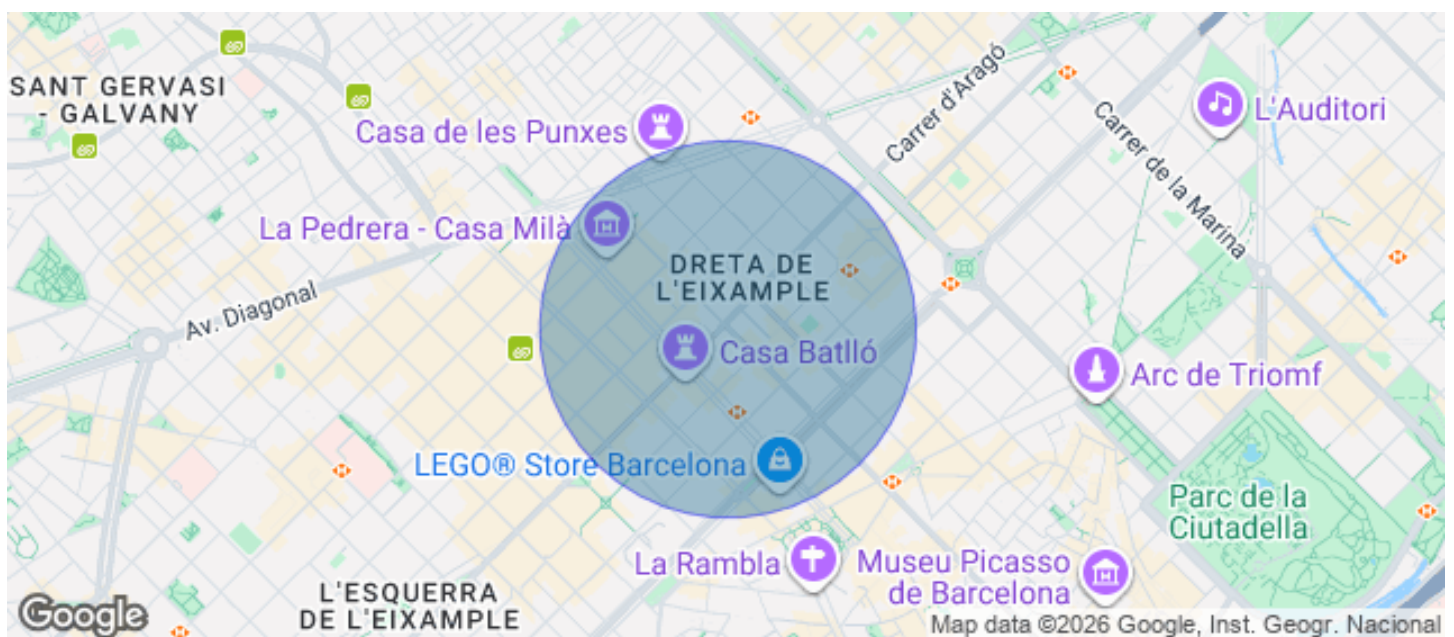 SANT GERVASI
- GALVANY
Casa de les Punxes
Carrer d'Aragó
L'Auditori
Carrer de la Marina
La Pedrera - Casa Milà
DRETA DE
L'EIXAMPLE
Av. Diagonal
Casa Batlló
Arc de Triomf
LEGO® Store Barcelona
Parc de la
Ciutadella
La Rambla
Museu Picasso
de Barcelona
L'ESQUERRA
DE L'EIXAMPLE
Google
Map data ©2026 Google, Inst. Geogr. Nacional